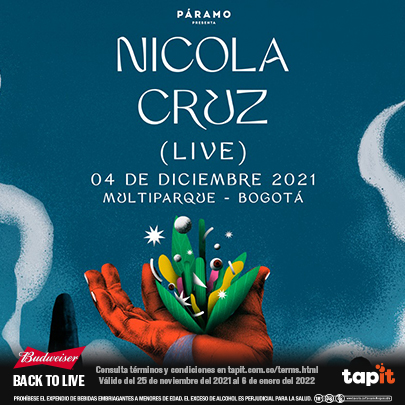 PÁRAMO
PRESENTA
NICOLA
CRUZ
(LIVE)
04 DE DICIEMBRE 2021
MULTIPARQUE - BOGOTÁ
Budweiser
BACK TO LIVE
Consulta términos y condiciones en tapit.com.co/terms.html
Válido del 25 de noviembre del 2021 al 6 de enero del 2022
tapit
PROHÍBESE EL EXPENDIO DE BEBIDAS EMBRIAGANTES A MENORES DE EDAD. EL EXCESO DE ALCOHOL ES PERJUDICIAL PARA LA SALUD.